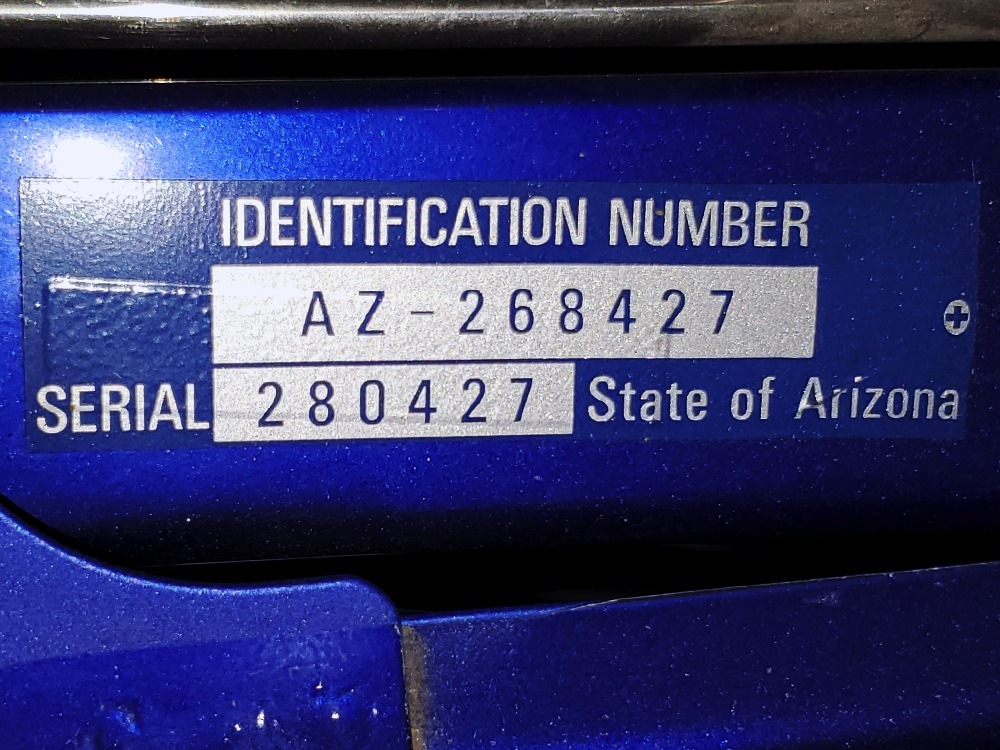 IDENTIFICATION NUMBER
AZ-268427
SERIAL 280427 State of Arizona